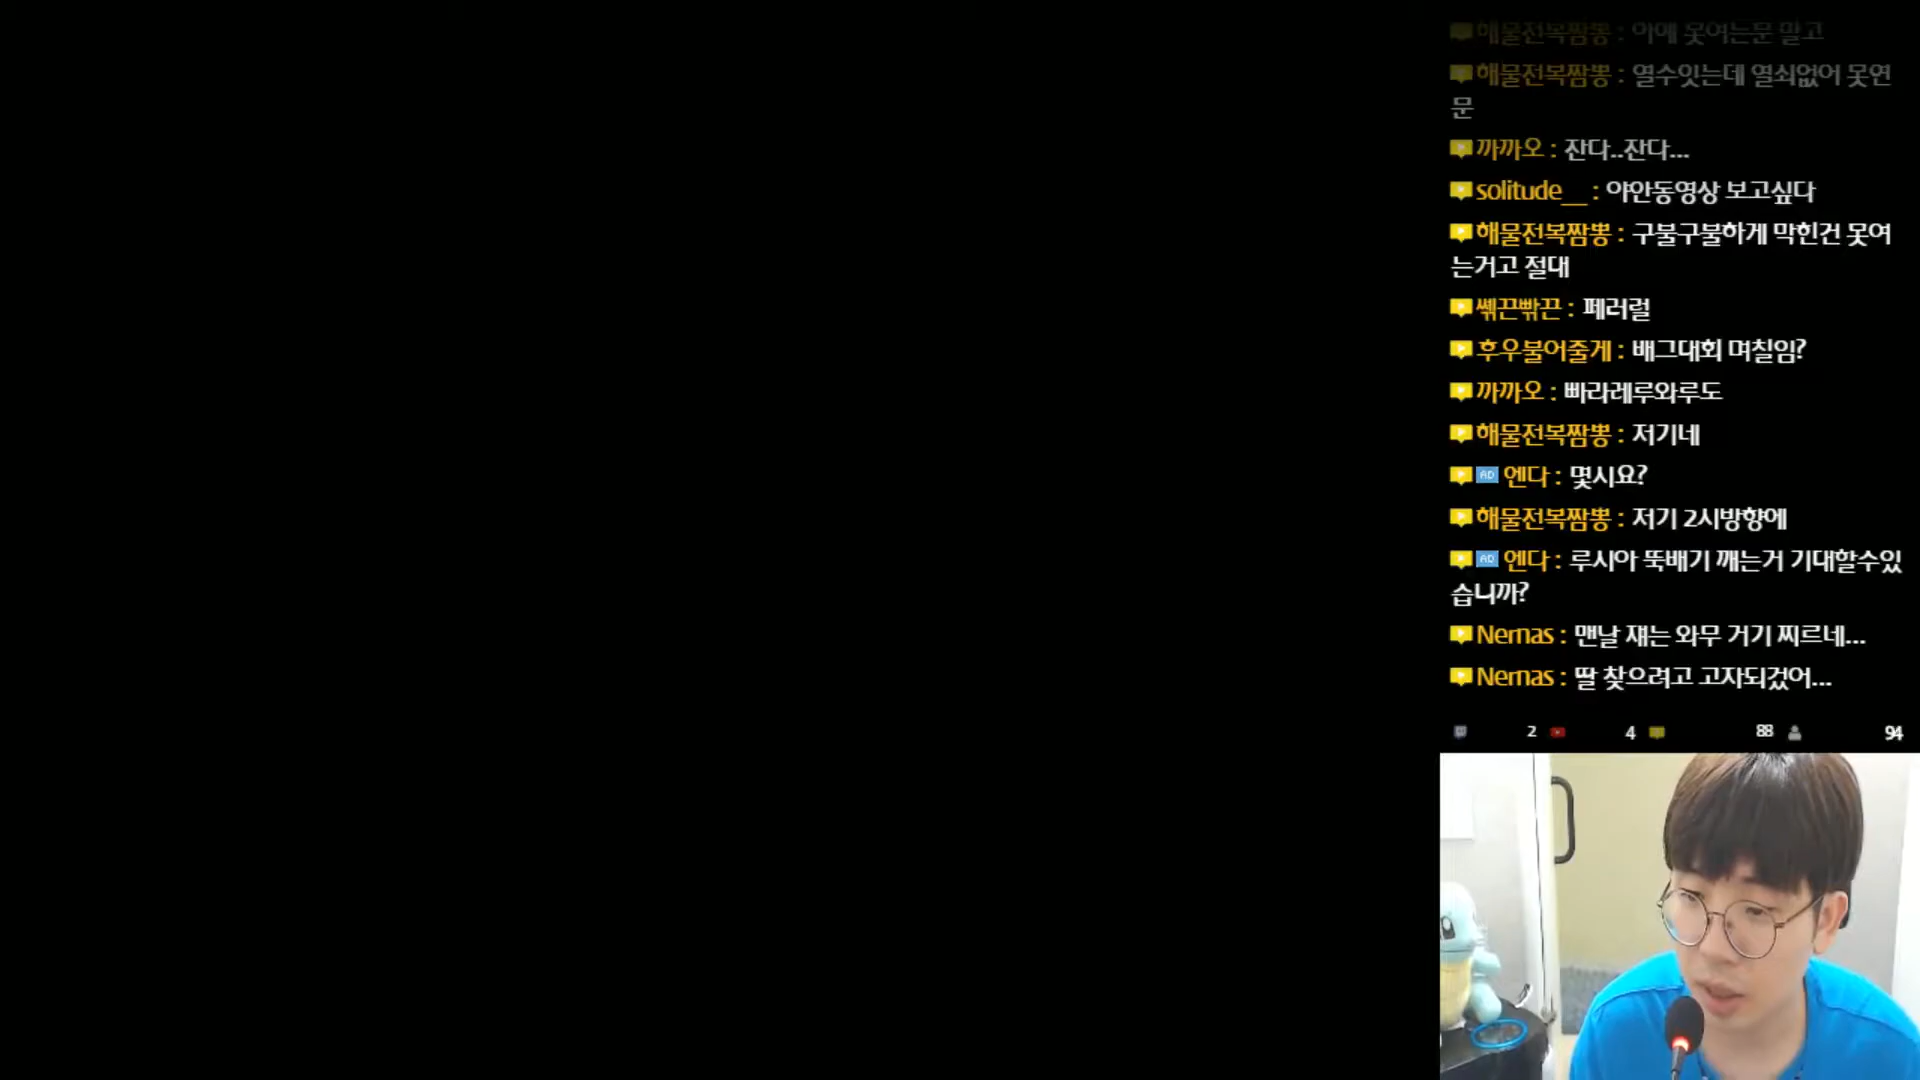 해물전복짬뽕 : 아예 못여는문 말고
해물전복짬뽕 : 열수잇는데 열쇠없어 못연
문
까까오 : 잔다..잔다...
solitude__ : 야안동영상 보고싶다
해물전복짬뽕 : 구불구불하게 막힌건 못여
는거고 절대
쎾끈빢끈 : 페러럴
후우불어줄게 : 배그대회 며칠임?
까까오 : 빠라레루와루도
해물전복짬뽕 : 저기네
AD 엔다 : 몇시요?
해물전복짬뽕 : 저기 2시방향에
AD 엔다 : 루시아 뚝배기 깨는거 기대할수있
습니까?
Nernas : 맨날 쟤는 와무 거기 찌르네...
Nernas : 딸 찾으려고 고자되겄어...
2 4 88 94